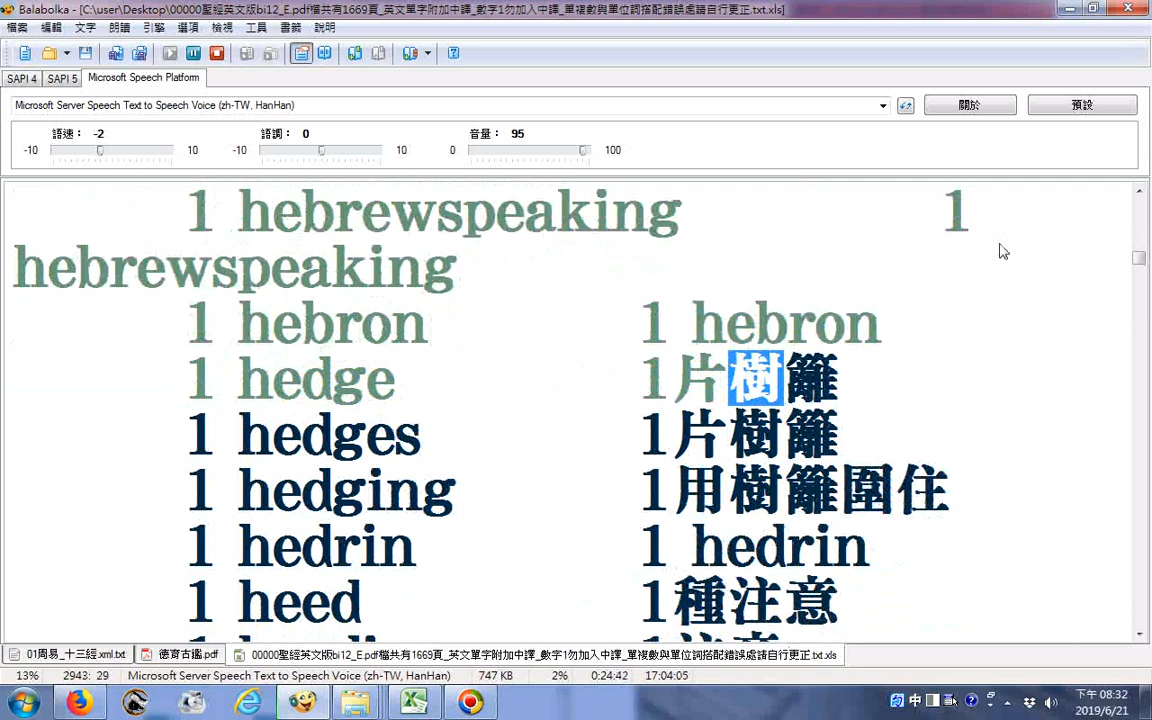 Balabolka - [C:\user\Desktop\00000聖經英文版bi12_E.pdf檔共有1669頁_英文單字附加中譯_數字1勿加入中譯_單複數與單位詞搭配錯誤處請自行更正.txt.xls]
檔案 編輯 文字 朗讀 引擎 選項 檢視 工具 書籤 說明
SAPI 4 SAPI 5 Microsoft Speech Platform
Microsoft Server Speech Text to Speech Voice (zh-TW, HanHan) 關於 預設
語速： -2 語調： 0 音量： 95
-10 10 -10 10 0 100
1 hebrewspeaking 1
hebrewspeaking
1 hebron 1 hebron
1 hedge 1片樹籬
1 hedges 1片樹籬
1 hedging 1用樹籬圍住
1 hedrin 1 hedrin
1 heed 1種注意
01周易_十三經.xml.txt 德育古鑑.pdf 00000聖經英文版bi12_E.pdf檔共有1669頁_英文單字附加中譯_數字1勿加入中譯_單複數與單位詞搭配錯誤處請自行更正.txt.xls
13% 2943: 29 Microsoft Server Speech Text to Speech Voice (zh-TW, HanHan) 747 KB 2% 0:24:42 17:04:05
中 下午 08:32
2019/6/21